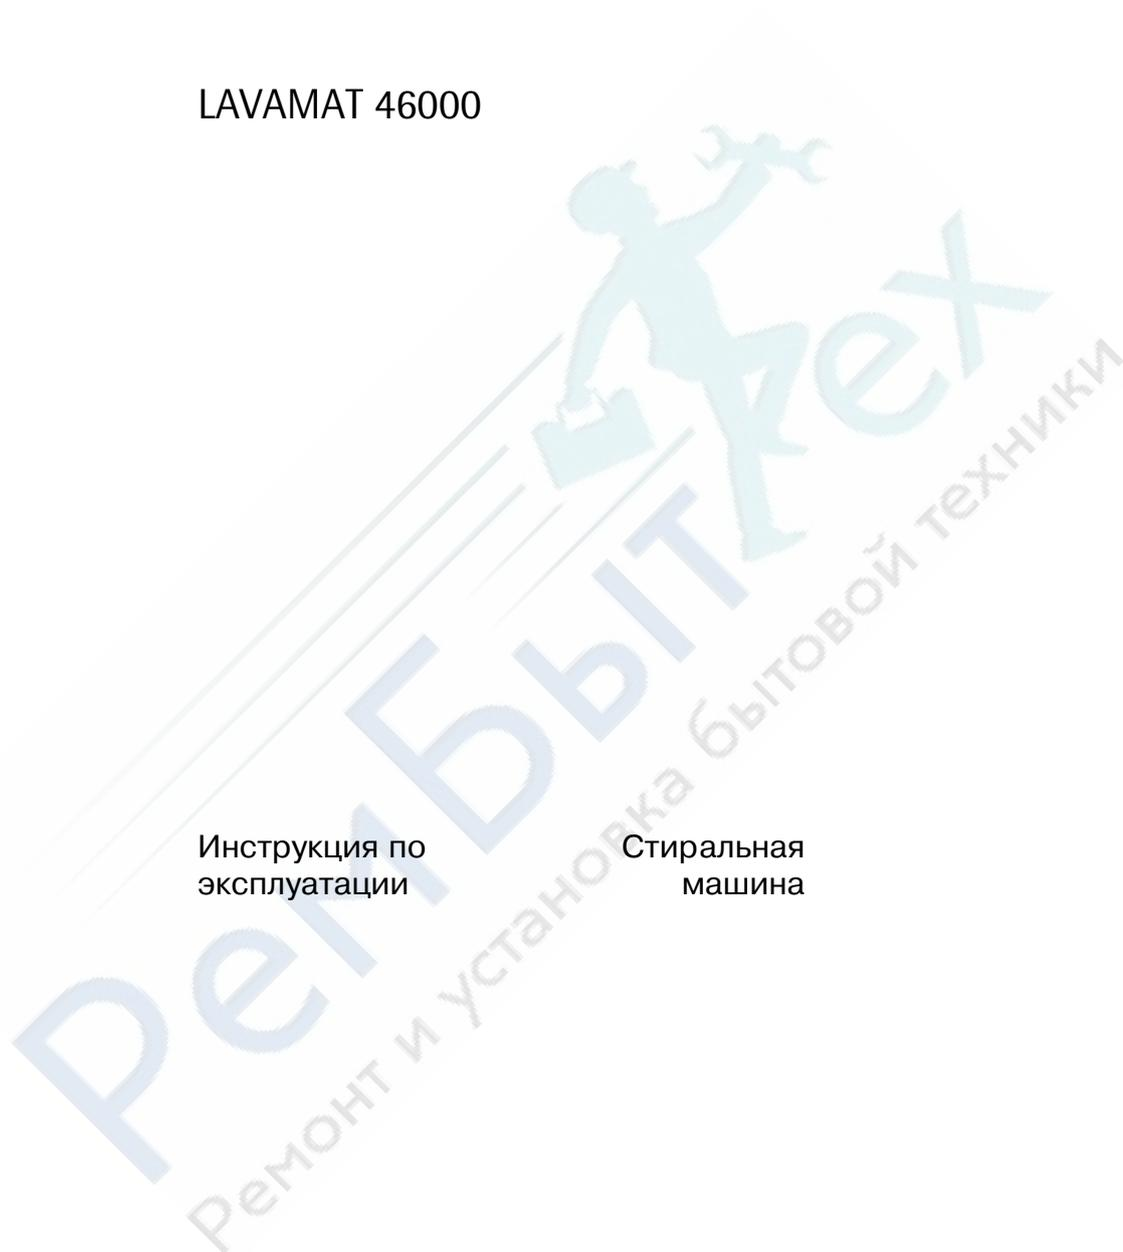 LAVAMAT 46000
Инструкция по
эксплуатации
Стиральная
машина
РемБытТех
Ремонт и установка бытовой техники